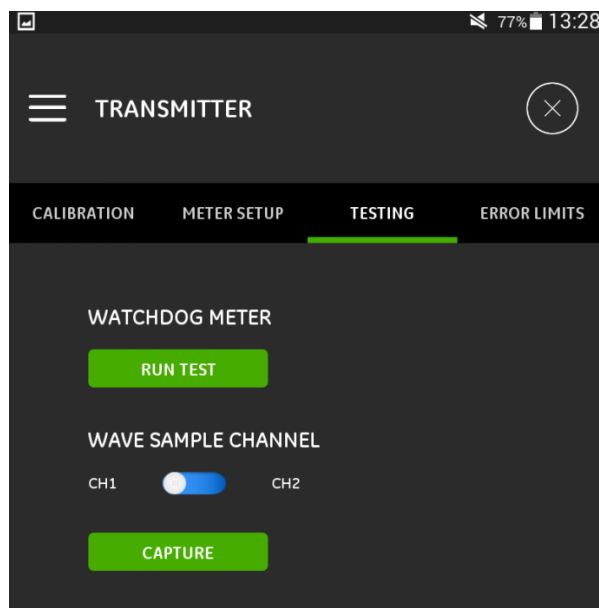 77% 13:28
TRANSMITTER
CALIBRATION METER SETUP TESTING ERROR LIMITS
WATCHDOG METER
RUN TEST
WAVE SAMPLE CHANNEL
CH1 CH2
CAPTURE